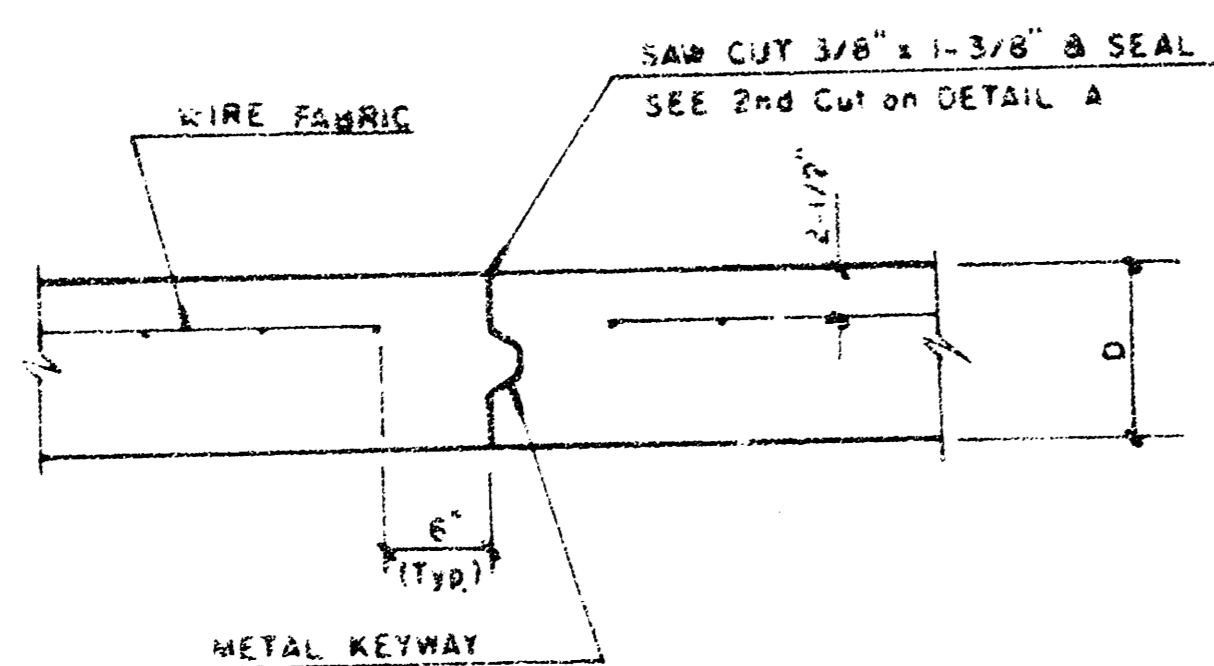 SAW CUT 3/8" x 1-3/8" & SEAL
SEE 2nd Cut on DETAIL A
WIRE FABRIC
2-1/2"
D
6"
(Typ.)
METAL KEYWAY